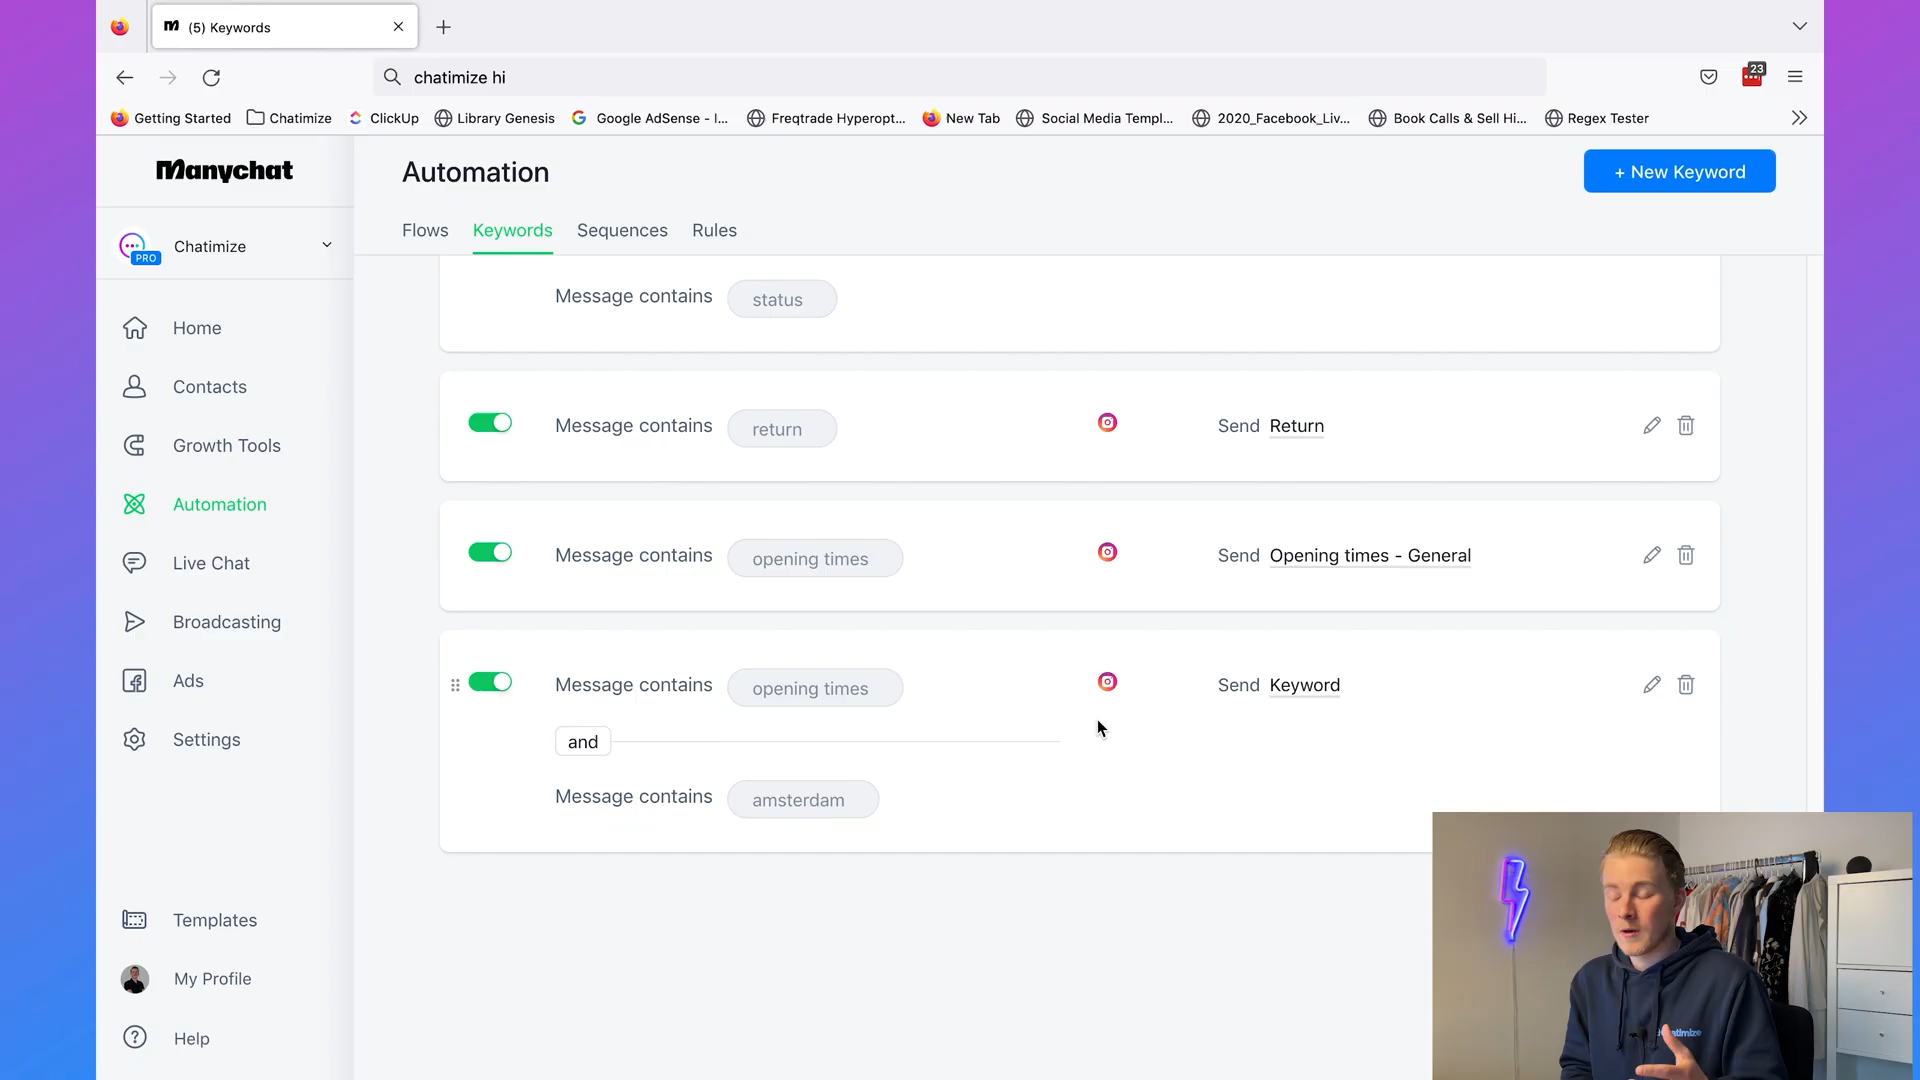 (5) Keywords
chatimize hi
23
Getting Started
Chatimize
ClickUp
Library Genesis
Google AdSense - I...
Freqtrade Hyperopt...
New Tab
Social Media Templ...
2020_Facebook_Liv...
Book Calls & Sell Hi...
Regex Tester
Manychat
Automation
+ New Keyword
Flows
Keywords
Sequences
Rules
PRO
Chatimize
Home
Contacts
Growth Tools
Automation
Live Chat
Broadcasting
Ads
Settings
Templates
My Profile
Help
Message contains status
Message contains return
Send Return
Message contains opening times
Send Opening times - General
Message contains opening times
Send Keyword
and
Message contains amsterdam